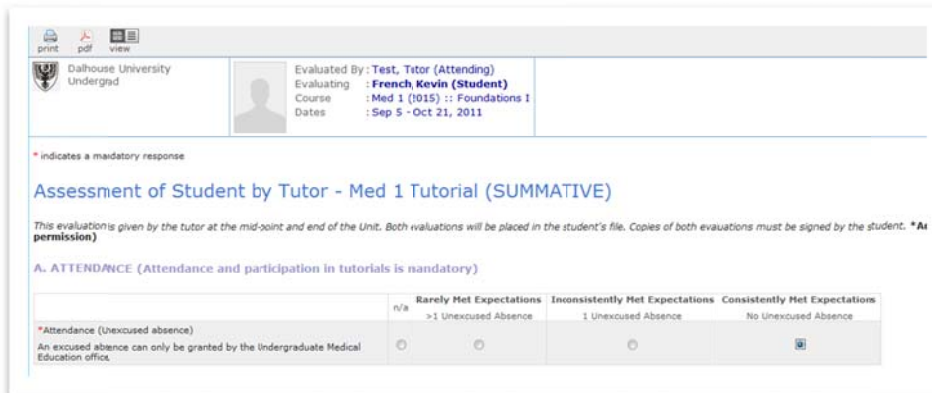 print pdf view
Dalhouse University
Undergrad
Evaluated By : Test, Tutor (Attending)
Evaluating : French, Kevin (Student)
Course : Med 1 (2015) :: Foundations I
Dates : Sep 5 - Oct 21, 2011
* indicates a mandatory response
Assessment of Student by Tutor - Med 1 Tutorial (SUMMATIVE)
This evaluation is given by the tutor at the mid-point and end of the Unit. Both evaluations will be placed in the student's file. Copies of both evauations must be signed by the student. *Au
permission)
A. ATTENDANCE (Attendance and participation in tutorials is mandatory)
n/a Rarely Met Expectations Inconsistently Met Expectations Consistently Met Expectations
>1 Unexcused Absence 1 Unexcused Absence No Unexcused Absence
*Attendance (Unexcused absence)
An excused absence can only be granted by the Undergraduate Medical
Education office.